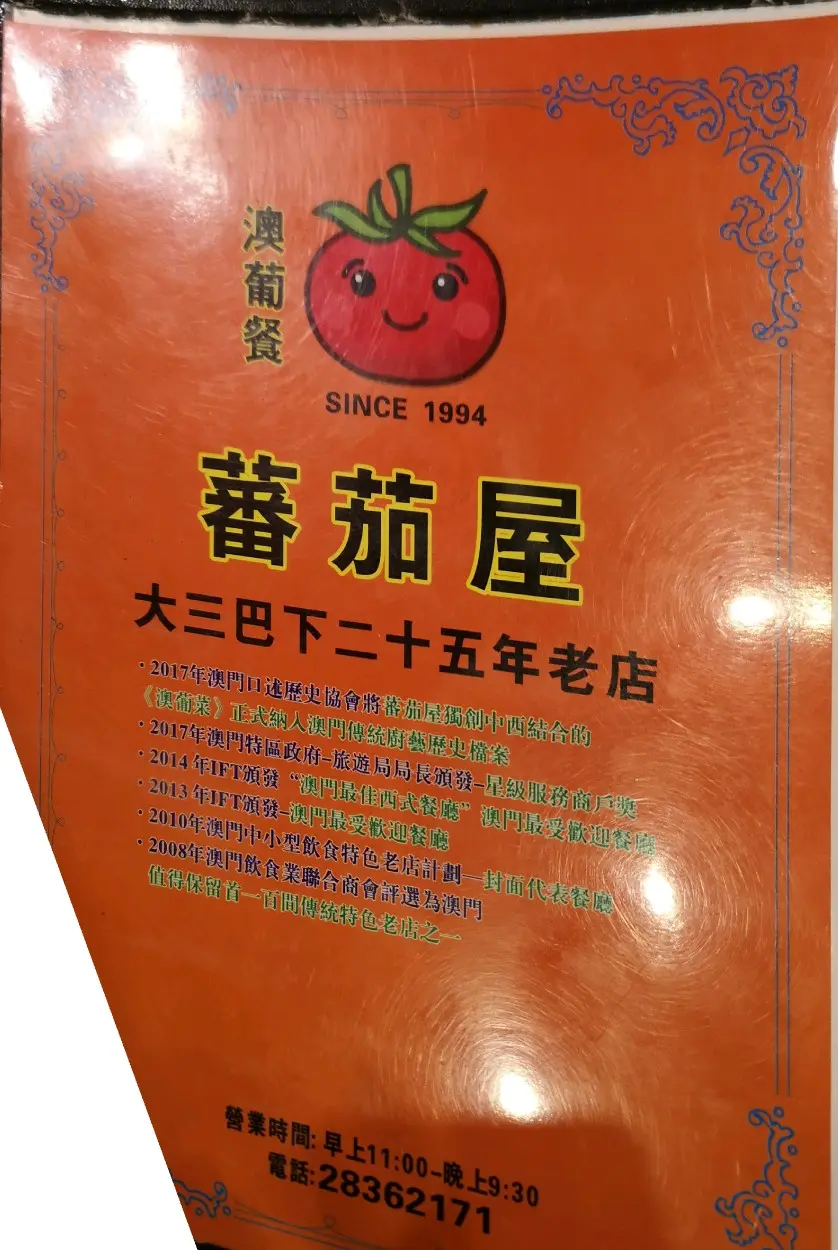 澳葡餐
SINCE 1994
蕃茄屋
大三巴下二十五年老店
·2017年澳門口述歷史協會將蕃茄屋獨創中西結合的
《澳葡菜》正式納入澳門傳統廚藝歷史檔案
·2017年澳門特區政府-旅遊局局長頒發-星級服務商戶獎
·2014年IFT頒發“澳門最佳西式餐廳”澳門最受歡迎餐廳
·2013年IFT頒發-澳門最受歡迎餐廳
·2010年澳門中小型飲食特色老店計劃—封面代表餐廳
·2008年澳門飲食業聯合商會評選為澳門
值得保留首一百間傳統特色老店之一
營業時間: 早上11:00-晚上9:30
電話:28362171